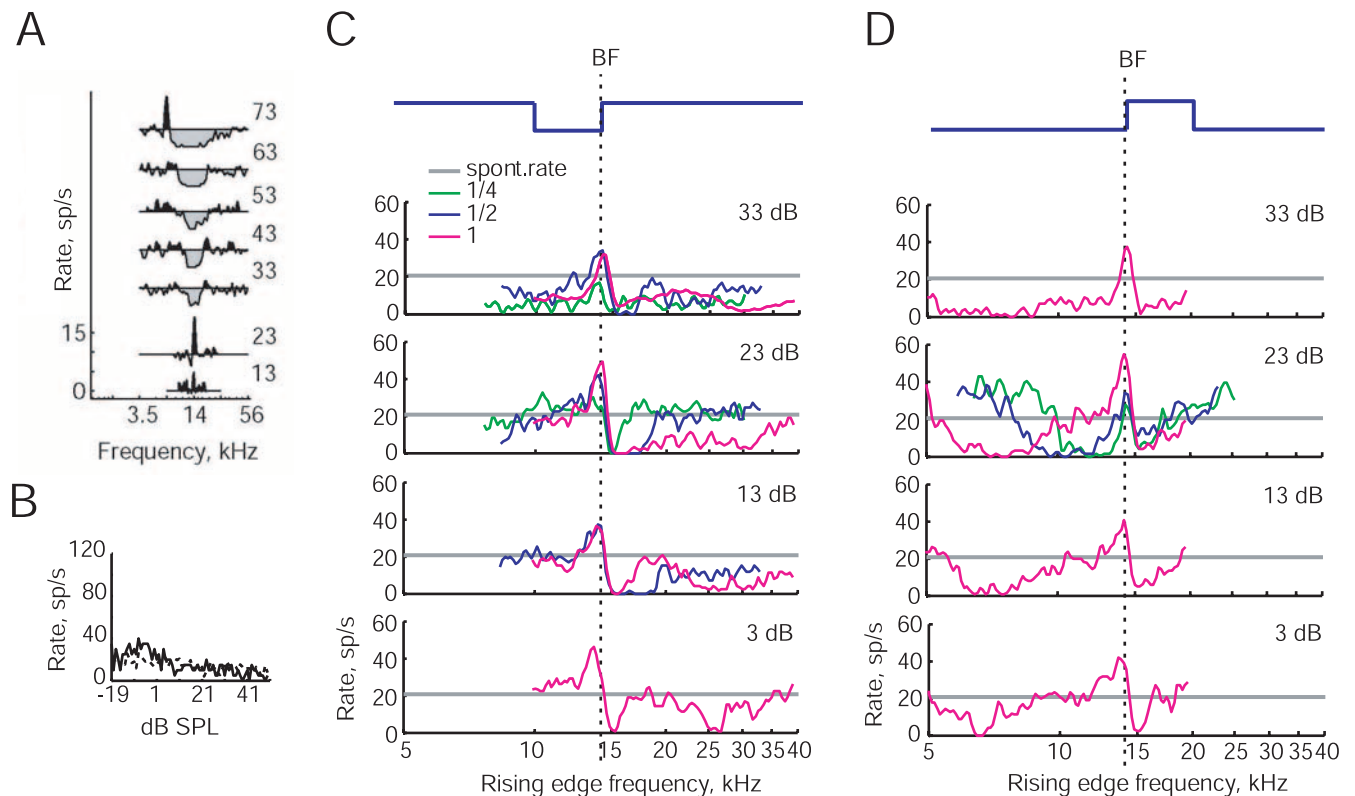 A
Rate, sp/s
73
63
53
43
33
23
13
15
0
3.5 14 56
Frequency, kHz
B
Rate, sp/s
120
80
40
0
-19 1 21 41
dB SPL
C
BF
spont.rate
1/4
1/2
1
33 dB
60
40
20
0
23 dB
60
40
20
0
13 dB
60
40
20
0
3 dB
Rate, sp/s
60
40
20
0
5 10 15 20 25 30 35 40
Rising edge frequency, kHz
D
BF
33 dB
60
40
20
0
23 dB
60
40
20
0
13 dB
60
40
20
0
3 dB
Rate, sp/s
60
40
20
0
5 10 15 20 25 30 35 40
Rising edge frequency, kHz